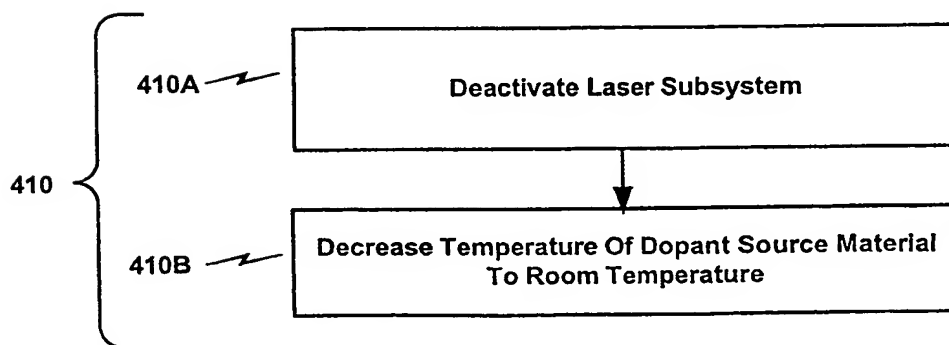 410A
Deactivate Laser Subsystem
410
410B
Decrease Temperature Of Dopant Source Material
To Room Temperature